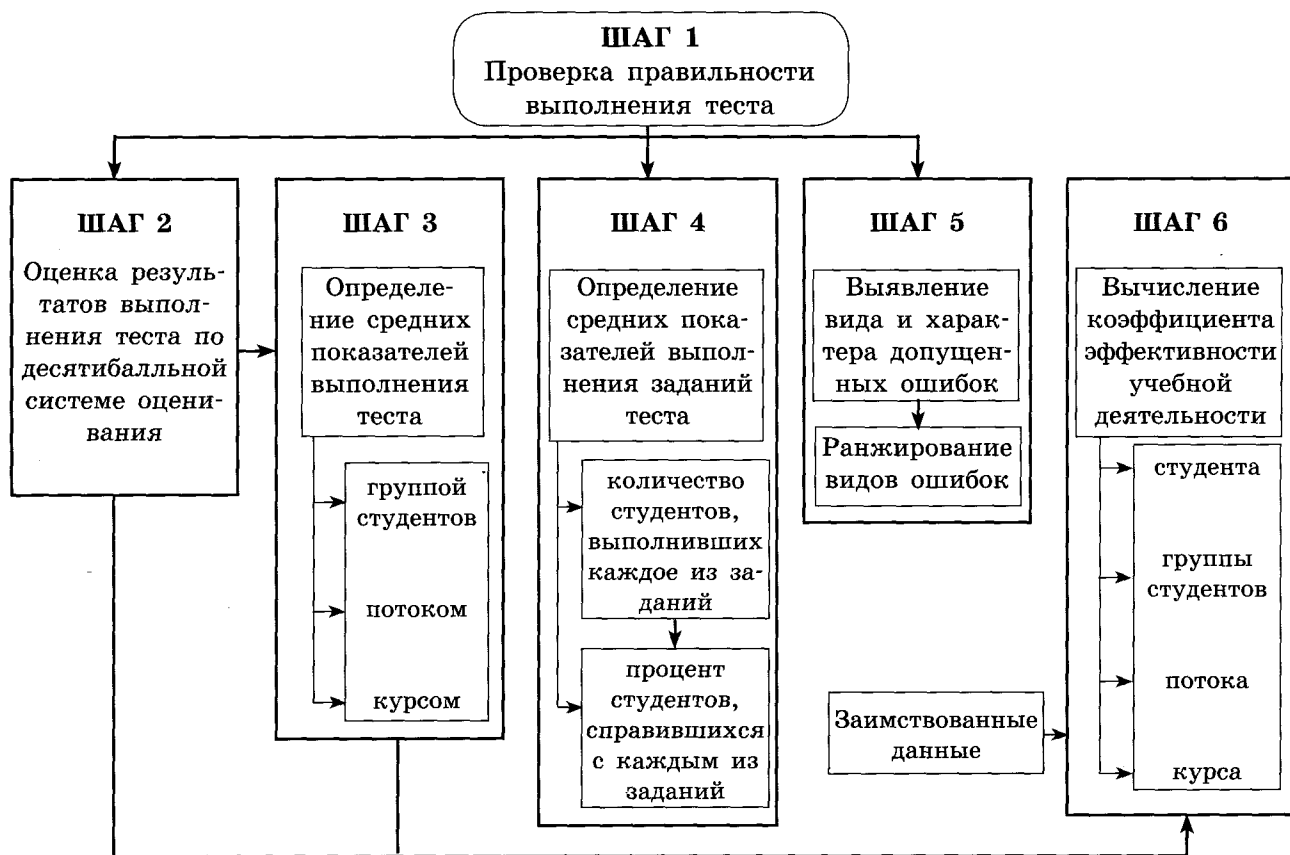 ШАГ 1
Проверка правильности
выполнения теста
ШАГ 2
Оценка резуль-
татов выпол-
нения теста по
десятибалльной
системе оцени-
вания
ШАГ 3
Определе-
ние средних
показателей
выполнения
теста
группой
студентов
потоком
курсом
ШАГ 4
Определение
средних пока-
зателей выпол-
нения заданий
теста
количество
студентов,
выполнивших
каждое из за-
даний
процент
студентов,
справившихся
с каждым из
заданий
ШАГ 5
Выявление
вида и харак-
тера допущен-
ных ошибок
Ранжирование
видов ошибок
Заимствованные
данные
ШАГ 6
Вычисление
коэффициента
эффективности
учебной
деятельности
студента
группы
студентов
потока
курса